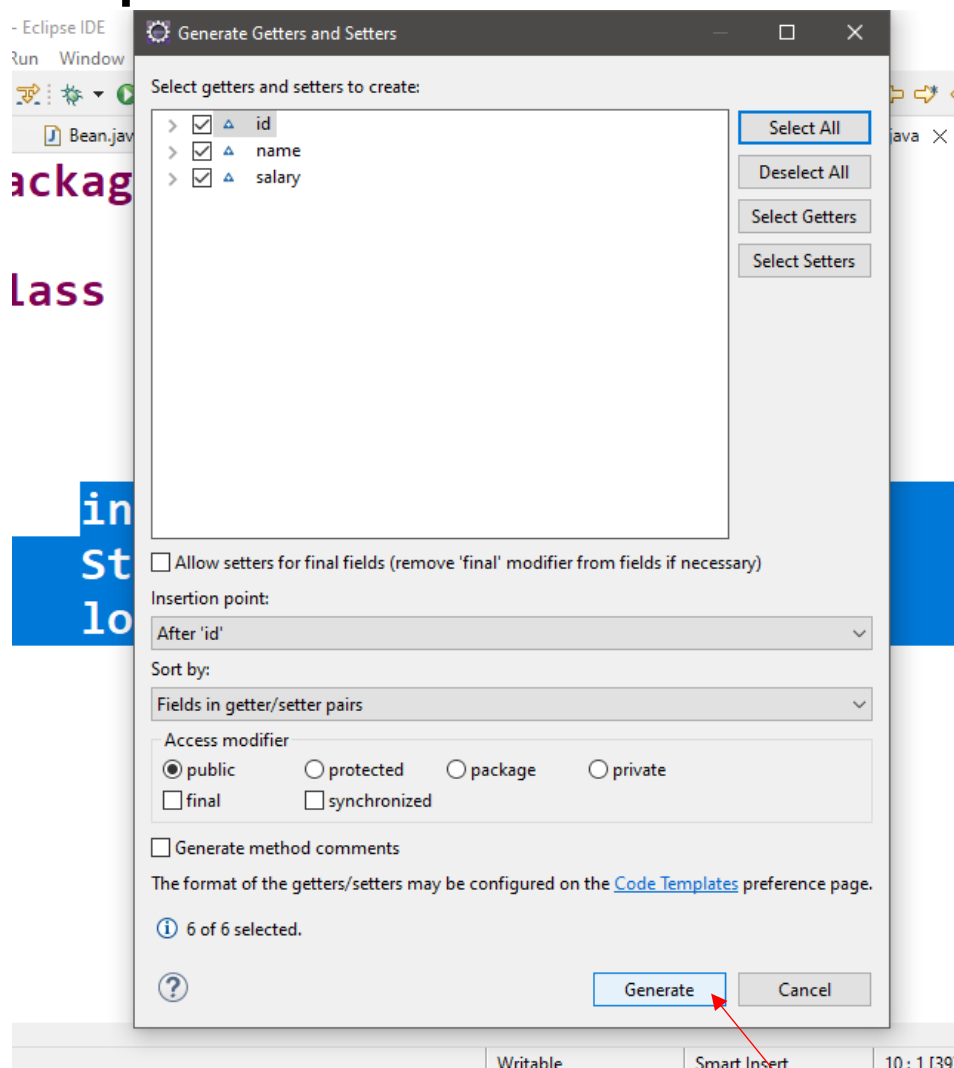 - Eclipse IDE
Generate Getters and Setters
Run Window
Select getters and setters to create:
Bean.jav
java
id
name
salary
Select All
Deselect All
Select Getters
Select Setters
ackag
lass
in
St
lo
Allow setters for final fields (remove 'final' modifier from fields if necessary)
Insertion point:
After 'id'
Sort by:
Fields in getter/setter pairs
Access modifier
public protected package private
final synchronized
Generate method comments
The format of the getters/setters may be configured on the Code Templates preference page.
6 of 6 selected.
Generate Cancel
Writable Smart Insert 10 : 1 [39